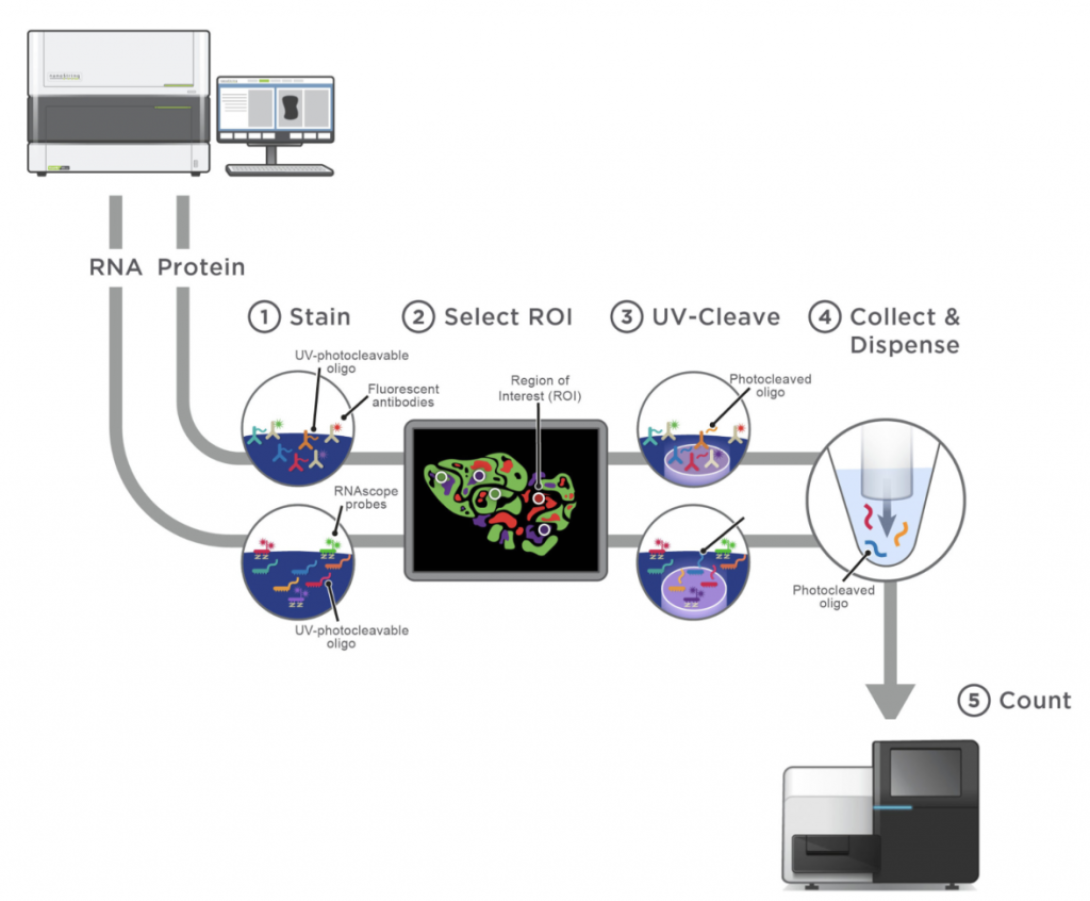 RNA Protein
1 Stain
2 Select ROI
3 UV-Cleave
4 Collect &
Dispense
UV-photocleavable
oligo
Fluorescent
antibodies
Region of
Interest (ROI)
Photocleaved
oligo
RNAscope
probes
UV-photocleavable
oligo
Photocleaved
oligo
5 Count